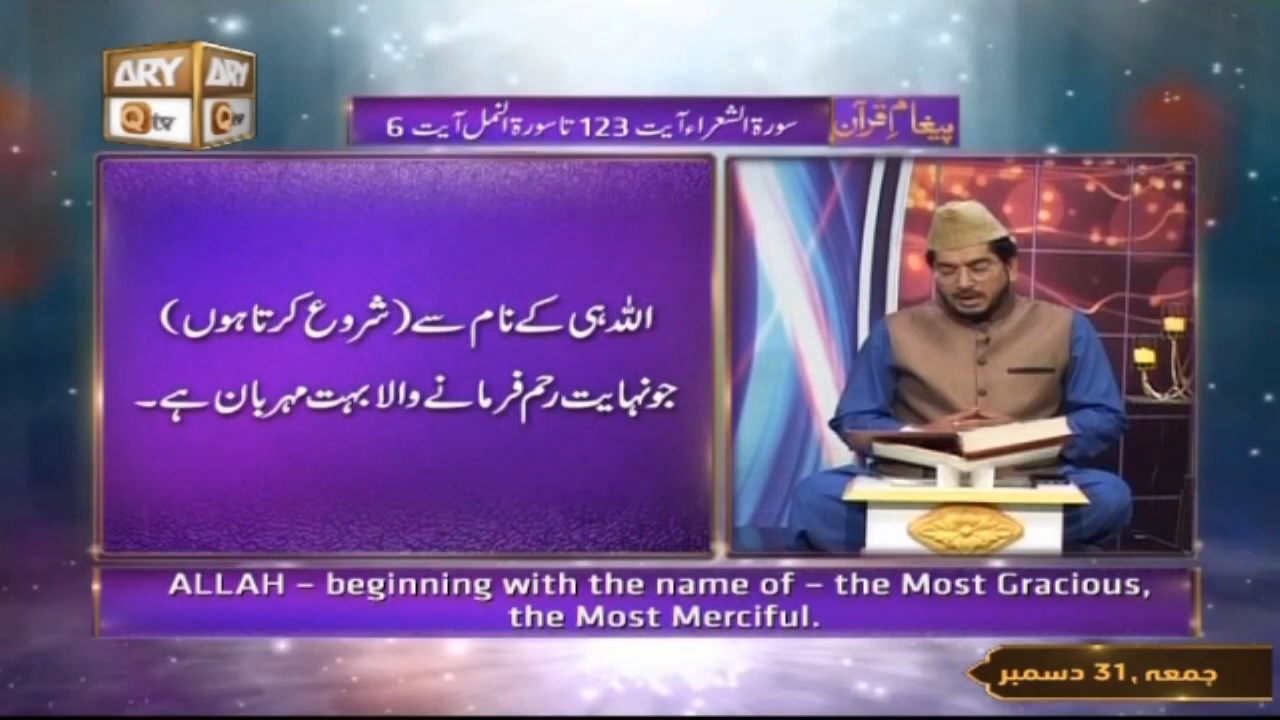 ARY ARY
Qtv Qtv
پیغامِ قرآن
سورۃ الشعراء آیت 123 تا سورۃ النمل آیت 6
اللہ ہی کے نام سے (شروع کرتا ہوں)
جو نہایت رحم فرمانے والا بہت مہربان ہے۔
ALLAH – beginning with the name of – the Most Gracious,
the Most Merciful.
جمعہ, 31 دسمبر